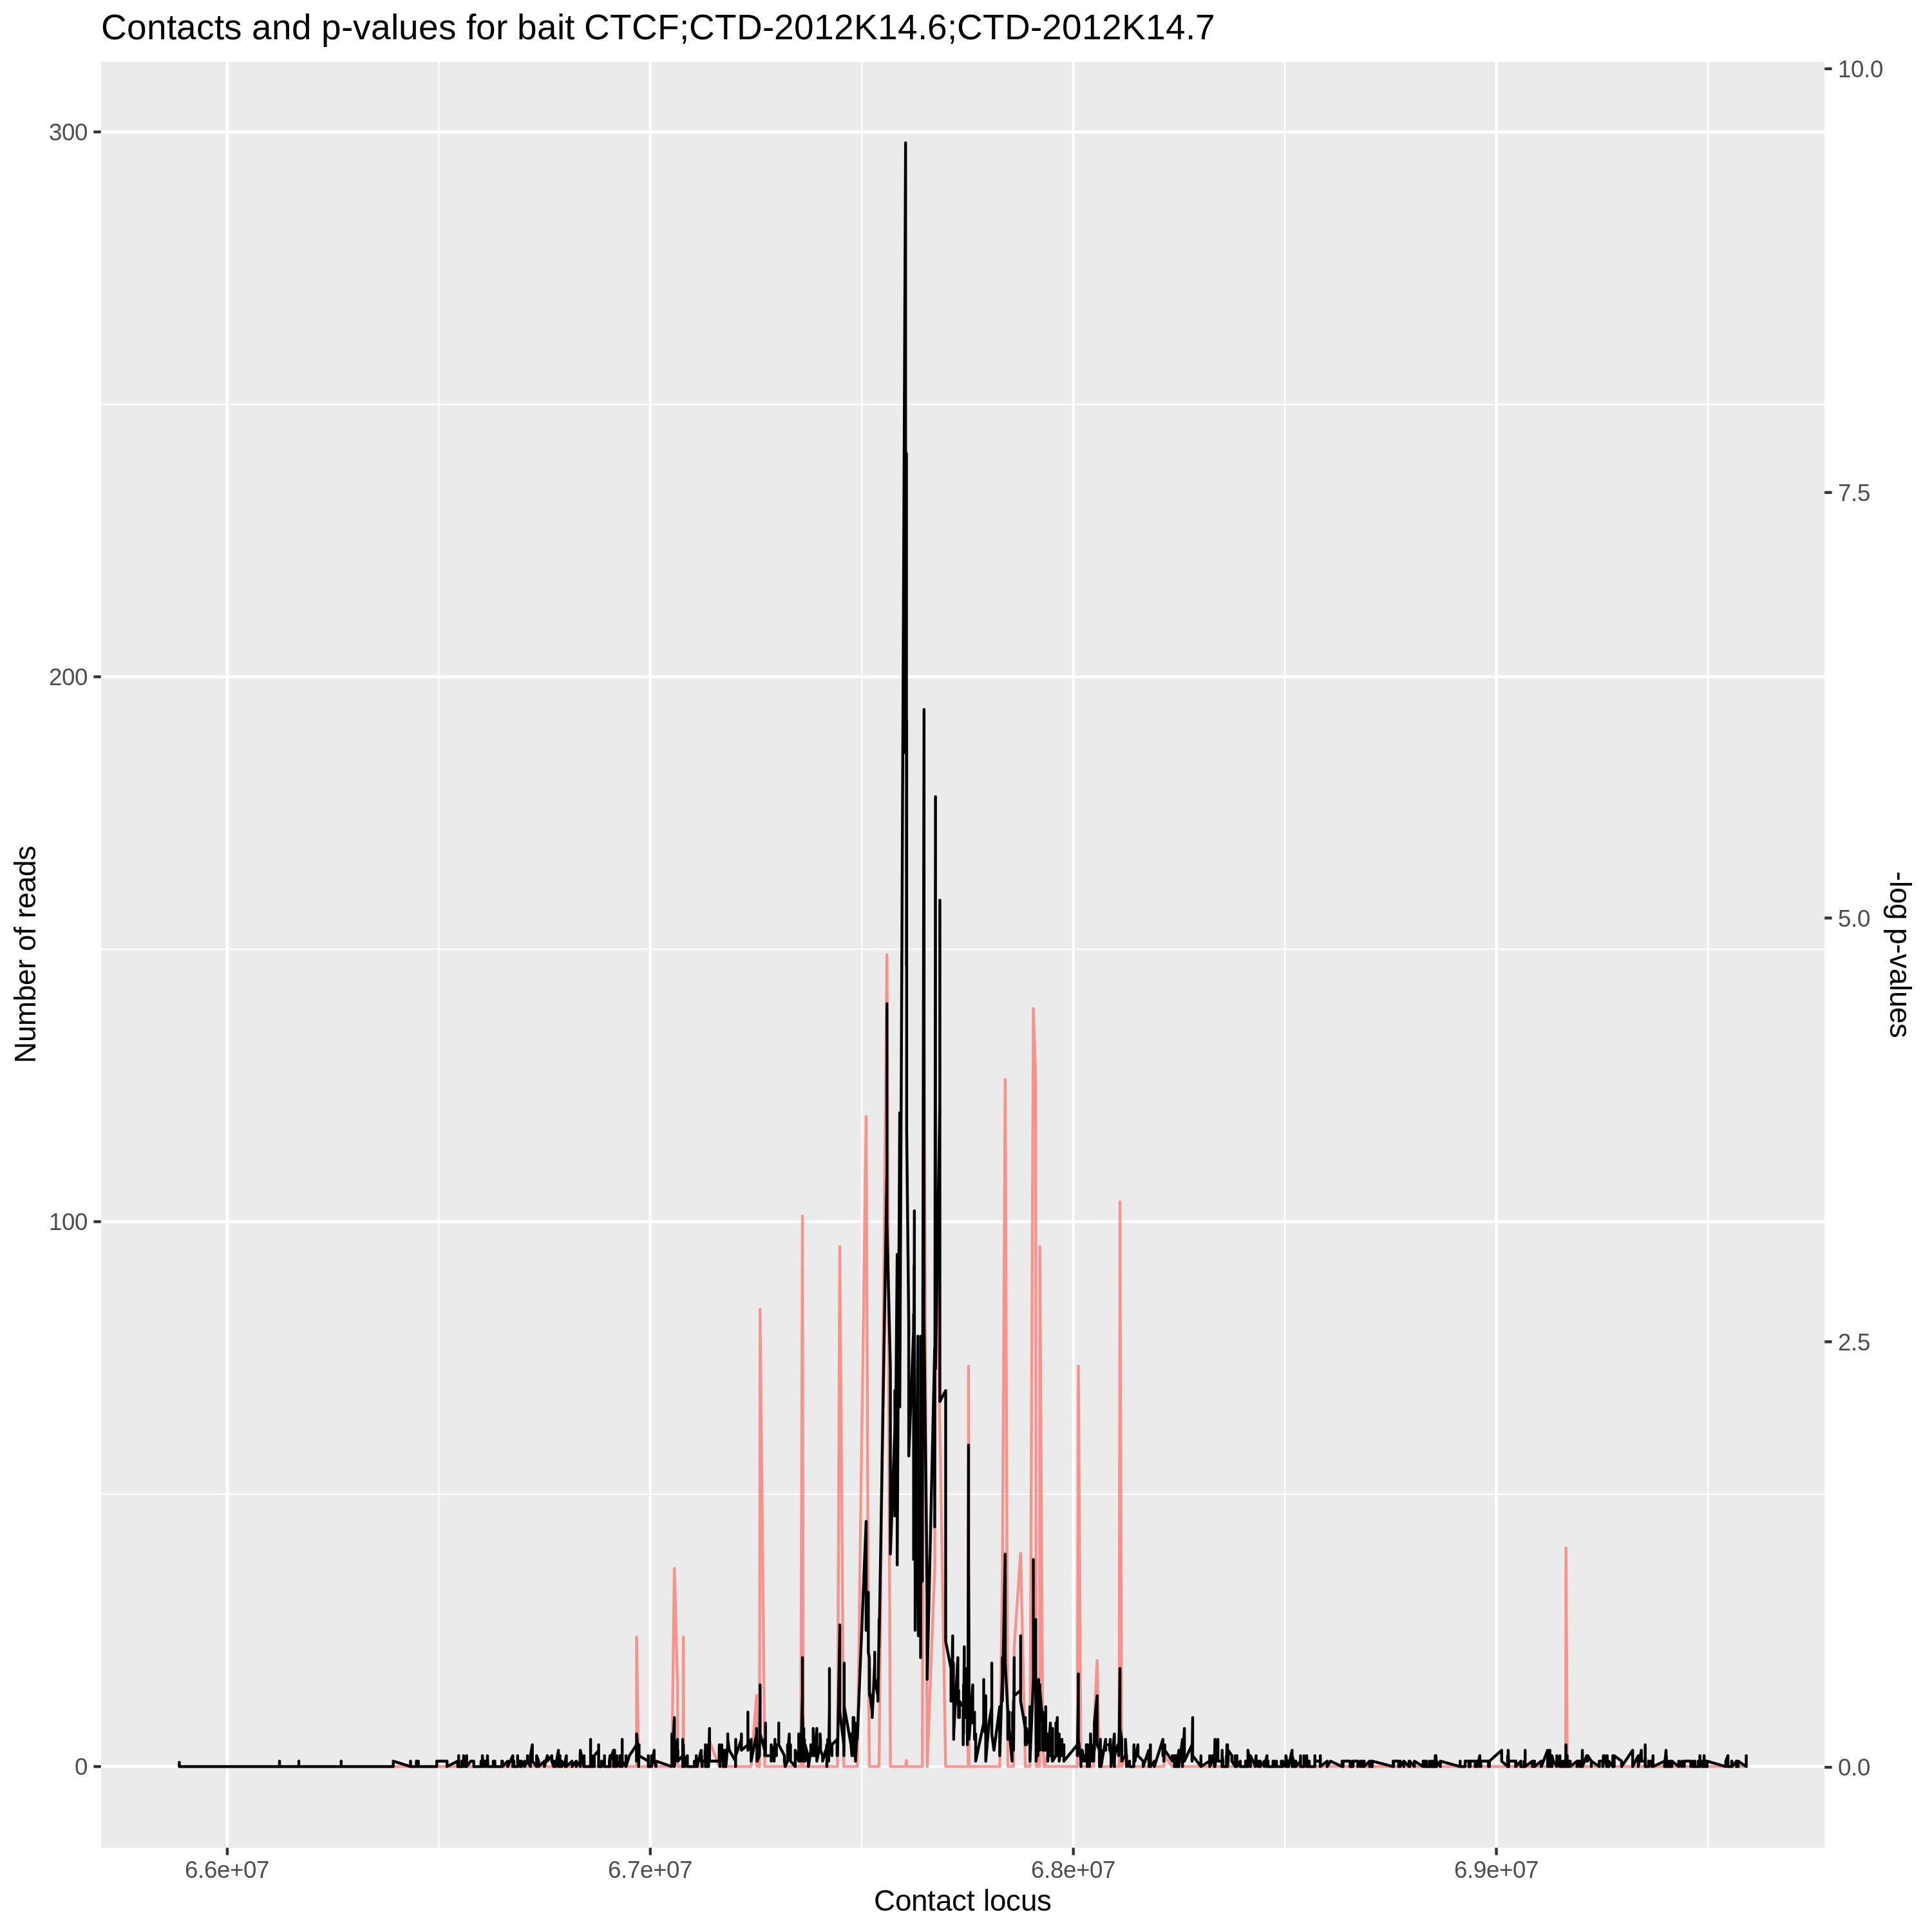 Contacts and p-values for bait CTCF;CTD-2012K14.6;CTD-2012K14.7
10.0
300
7.5
200
5.0
Number of reads
-log p-values
2.5
100
0
0.0
6.6e+07
6.7e+07
6.8e+07
6.9e+07
Contact locus